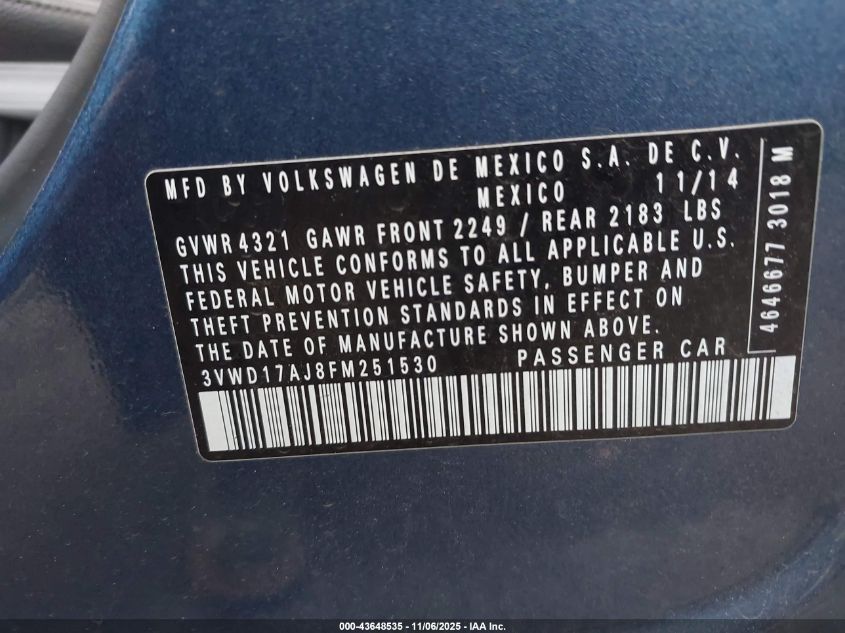 MFD BY VOLKSWAGEN DE MEXICO S.A. DE C.V.
MEXICO 11/14
GVWR 4321 GAWR FRONT 2249 / REAR 2183 LBS
THIS VEHICLE CONFORMS TO ALL APPLICABLE U.S.
FEDERAL MOTOR VEHICLE SAFETY, BUMPER AND
THEFT PREVENTION STANDARDS IN EFFECT ON
THE DATE OF MANUFACTURE SHOWN ABOVE.
3VWD17AJ8FM251530 PASSENGER CAR
4646677 3018 M
000-43648535 - 11/06/2025 - IAA Inc.